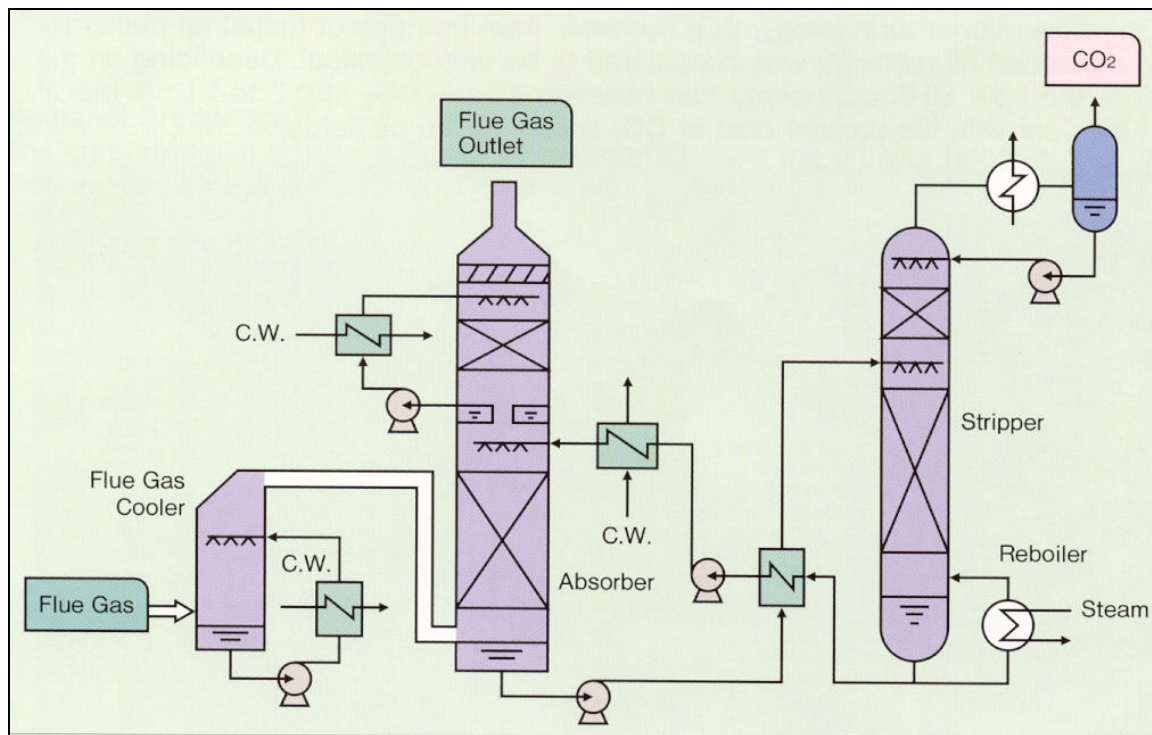 CO2
Flue Gas
Outlet
C.W.
Stripper
Flue Gas
Cooler
C.W.
C.W.
Absorber
Reboiler
Flue Gas
Steam